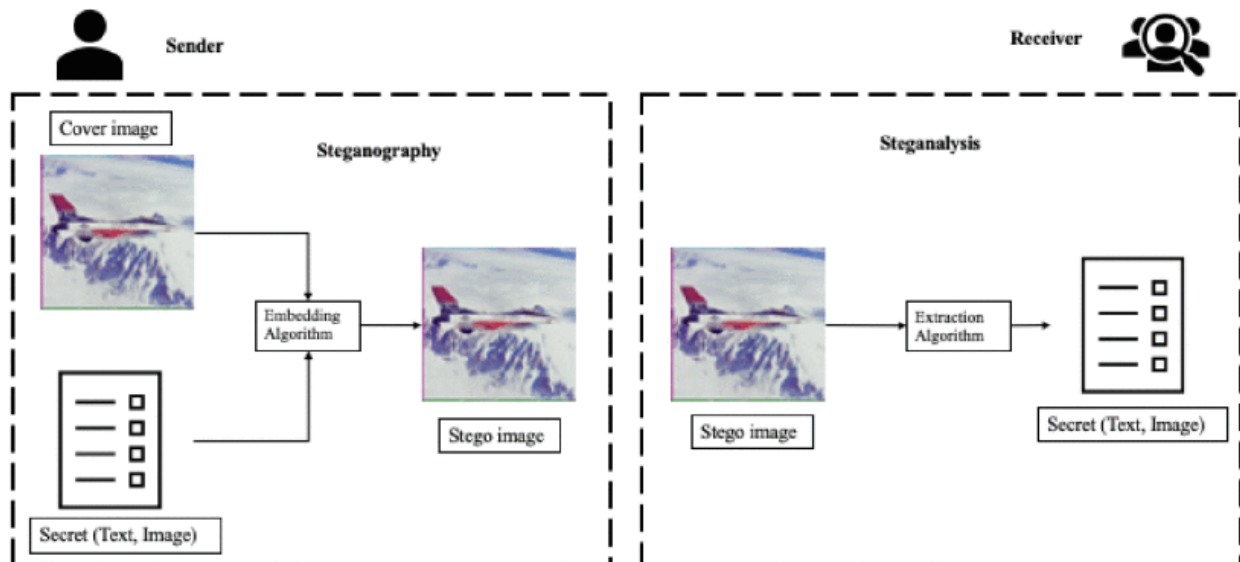 Sender
Receiver
Cover image
Steganography
Steganalysis
Embedding
Algorithm
Extraction
Algorithm
Stego image
Stego image
Secret (Text, Image)
Secret (Text, Image)